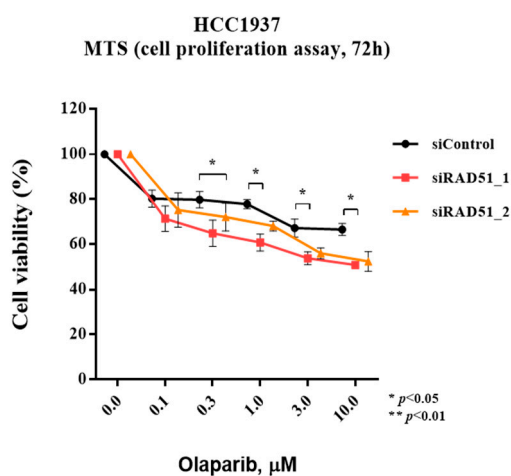 HCC1937
MTS (cell proliferation assay, 72h)
Cell viability (%)
120
100
80
60
40
20
0
* * * *
0.0 0.1 0.3 1.0 3.0 10.0
Olaparib, μM
siControl
siRAD51_1
siRAD51_2
* p<0.05
** p<0.01